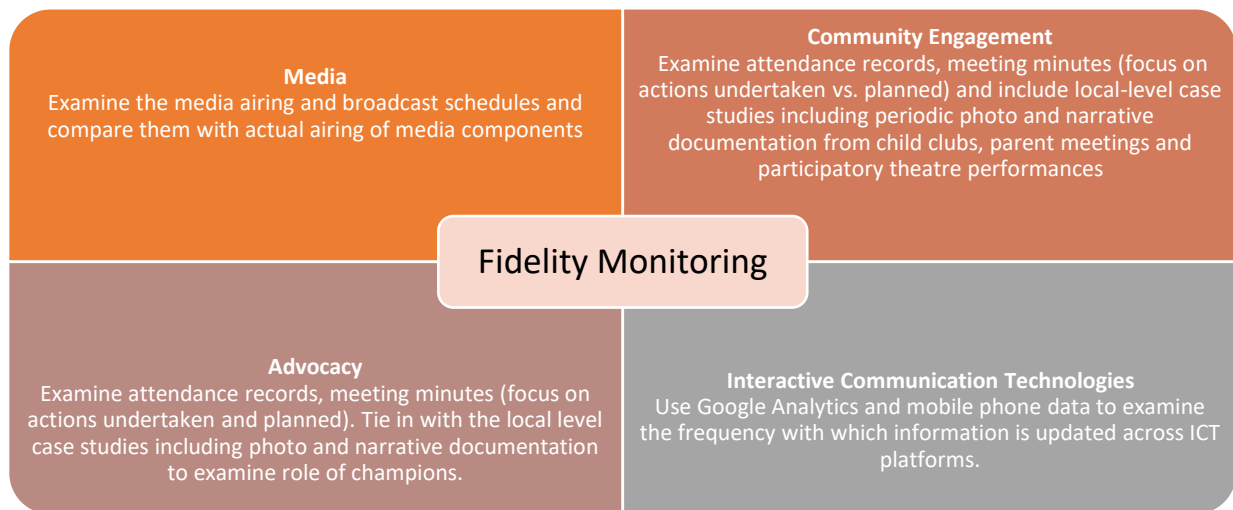 Media
Examine the media airing and broadcast schedules and
compare them with actual airing of media components
Community Engagement
Examine attendance records, meeting minutes (focus on
actions undertaken vs. planned) and include local-level case
studies including periodic photo and narrative
documentation from child clubs, parent meetings and
participatory theatre performances
Fidelity Monitoring
Advocacy
Examine attendance records, meeting minutes (focus on
actions undertaken and planned). Tie in with the local level
case studies including photo and narrative documentation
to examine role of champions.
Interactive Communication Technologies
Use Google Analytics and mobile phone data to examine
the frequency with which information is updated across ICT
platforms.